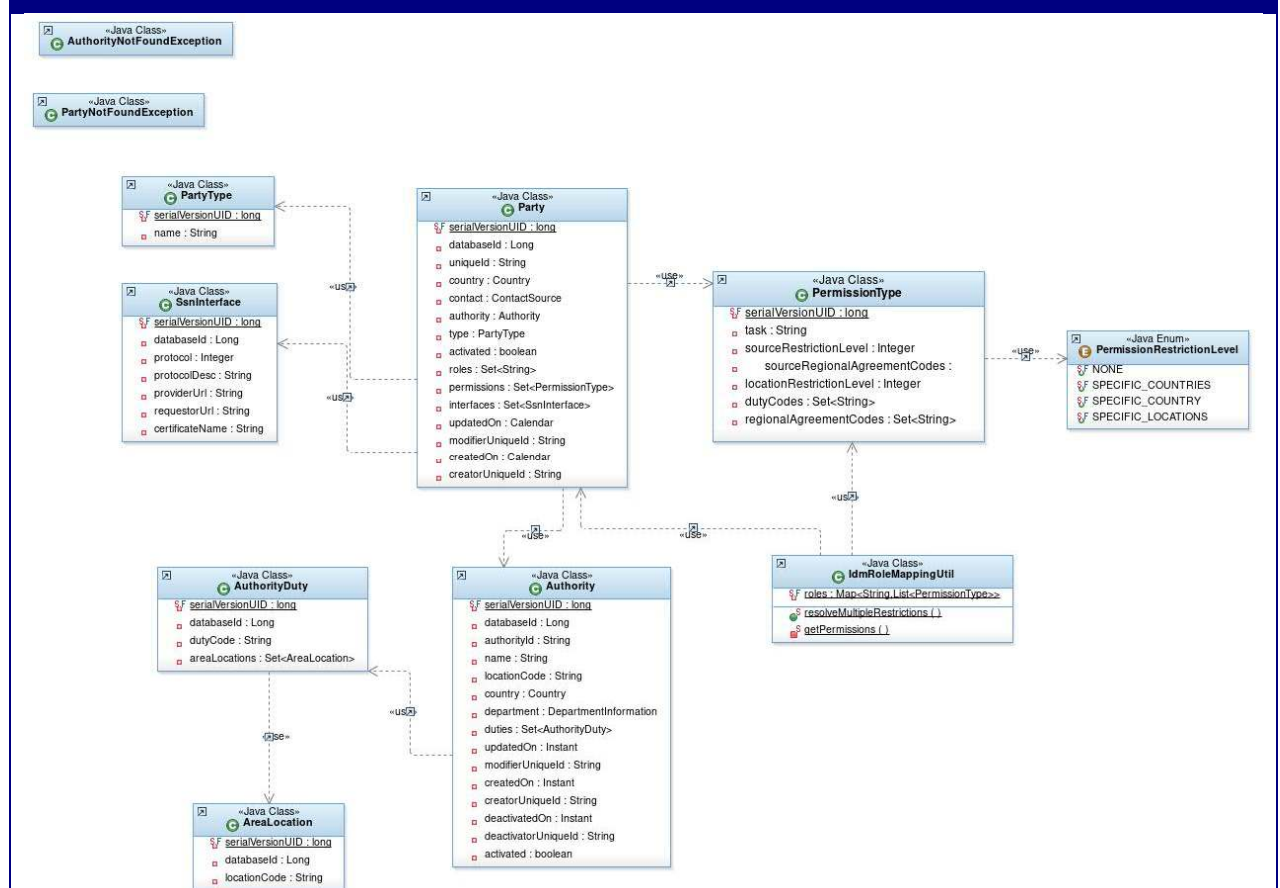 «Java Class»
AuthorityNotFoundException
«Java Class»
PartyNotFoundException
«Java Class»
PartyType
serialVersionUID : long
name : String
«Java Class»
SsnInterface
serialVersionUID : long
databaseId : Long
protocol : Integer
protocolDesc : String
providerUrl : String
requestorUrl : String
certificateName : String
«Java Class»
Party
serialVersionUID : long
databaseId : Long
uniqueId : String
country : Country
contact : ContactSource
authority : Authority
type : PartyType
activated : boolean
roles : Set<String>
permissions : Set<PermissionType>
interfaces : Set<SsnInterface>
updatedOn : Calendar
modifierUniqueId : String
createdOn : Calendar
creatorUniqueId : String
«use»
«Java Class»
PermissionType
serialVersionUID : long
task : String
sourceRestrictionLevel : Integer
sourceRegionalAgreementCodes :
locationRestrictionLevel : Integer
dutyCodes : Set<String>
regionalAgreementCodes : Set<String>
«use»
«Java Enum»
PermissionRestrictionLevel
NONE
SPECIFIC_COUNTRIES
SPECIFIC_COUNTRY
SPECIFIC_LOCATIONS
«use»
«use»
«Java Class»
IdmRoleMappingUtil
roles : Map<String,List<PermissionType>>
resolveMultipleRestrictions ( )
getPermissions ( )
«Java Class»
AuthorityDuty
serialVersionUID : long
databaseId : Long
dutyCode : String
areaLocations : Set<AreaLocation>
«Java Class»
Authority
serialVersionUID : long
databaseId : Long
authorityId : String
name : String
locationCode : String
country : Country
department : DepartmentInformation
duties : Set<AuthorityDuty>
updatedOn : Instant
modifierUniqueId : String
createdOn : Instant
creatorUniqueId : String
deactivatedOn : Instant
deactivatorUniqueId : String
activated : boolean
«Java Class»
AreaLocation
serialVersionUID : long
databaseId : Long
locationCode : String